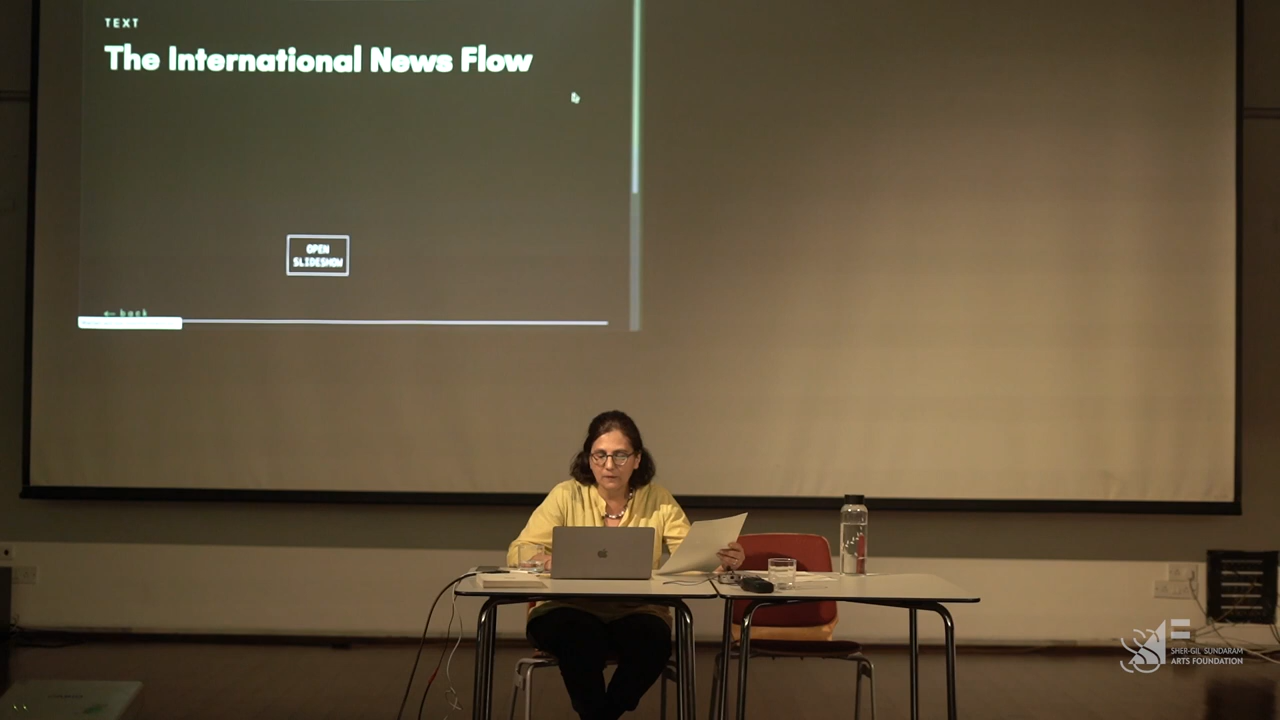 TEXT
The International News Flow
OPEN
SLIDESHOW
← back
SHER-GIL SUNDARAM
ARTS FOUNDATION